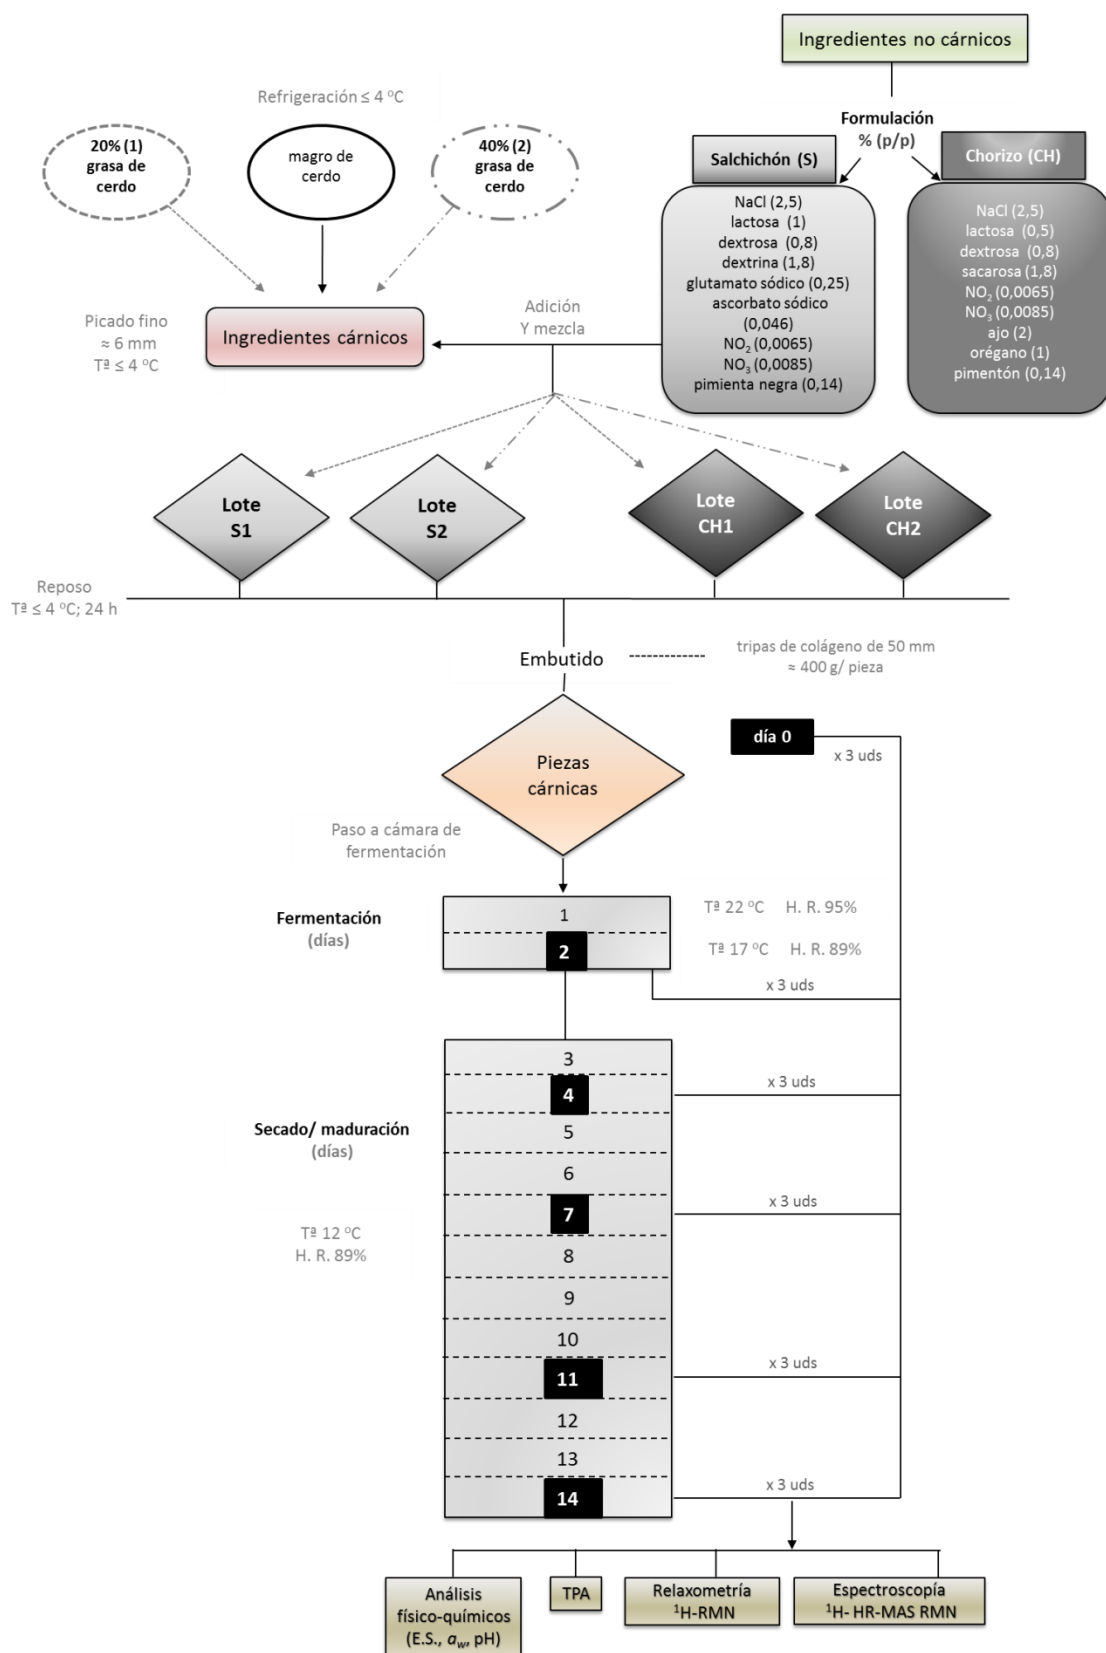 Ingredientes no cárnicos
Refrigeración ≤ 4 ºC
20% (1)
grasa de
cerdo
magro de
cerdo
40% (2)
grasa de
cerdo
Formulación
% (p/p)
Salchichón (S)
Chorizo (CH)
NaCl (2,5)
lactosa (1)
dextrosa (0,8)
dextrina (1,8)
glutamato sódico (0,25)
ascorbato sódico
(0,046)
NO2 (0,0065)
NO3 (0,0085)
pimienta negra (0,14)
NaCl (2,5)
lactosa (0,5)
dextrosa (0,8)
sacarosa (1,8)
NO2 (0,0065)
NO3 (0,0085)
ajo (2)
orégano (1)
pimentón (0,14)
Picado fino
≈ 6 mm
Tª ≤ 4 ºC
Ingredientes cárnicos
Adición
Y mezcla
Lote
S1
Lote
S2
Lote
CH1
Lote
CH2
Reposo
Tª ≤ 4 ºC; 24 h
Embutido
tripas de colágeno de 50 mm
≈ 400 g/ pieza
Piezas
cárnicas
día 0
x 3 uds
Paso a cámara de
fermentación
Fermentación
(días)
1
2
Tª 22 ºC H. R. 95%
Tª 17 ºC H. R. 89%
x 3 uds
3
4
x 3 uds
Secado/ maduración
(días)
5
6
7
x 3 uds
Tª 12 ºC
H. R. 89%
8
9
10
11
x 3 uds
12
13
14
x 3 uds
Análisis
físico-químicos
(E.S., aw, pH)
TPA
Relaxometría
1H-RMN
Espectroscopía
1H- HR-MAS RMN